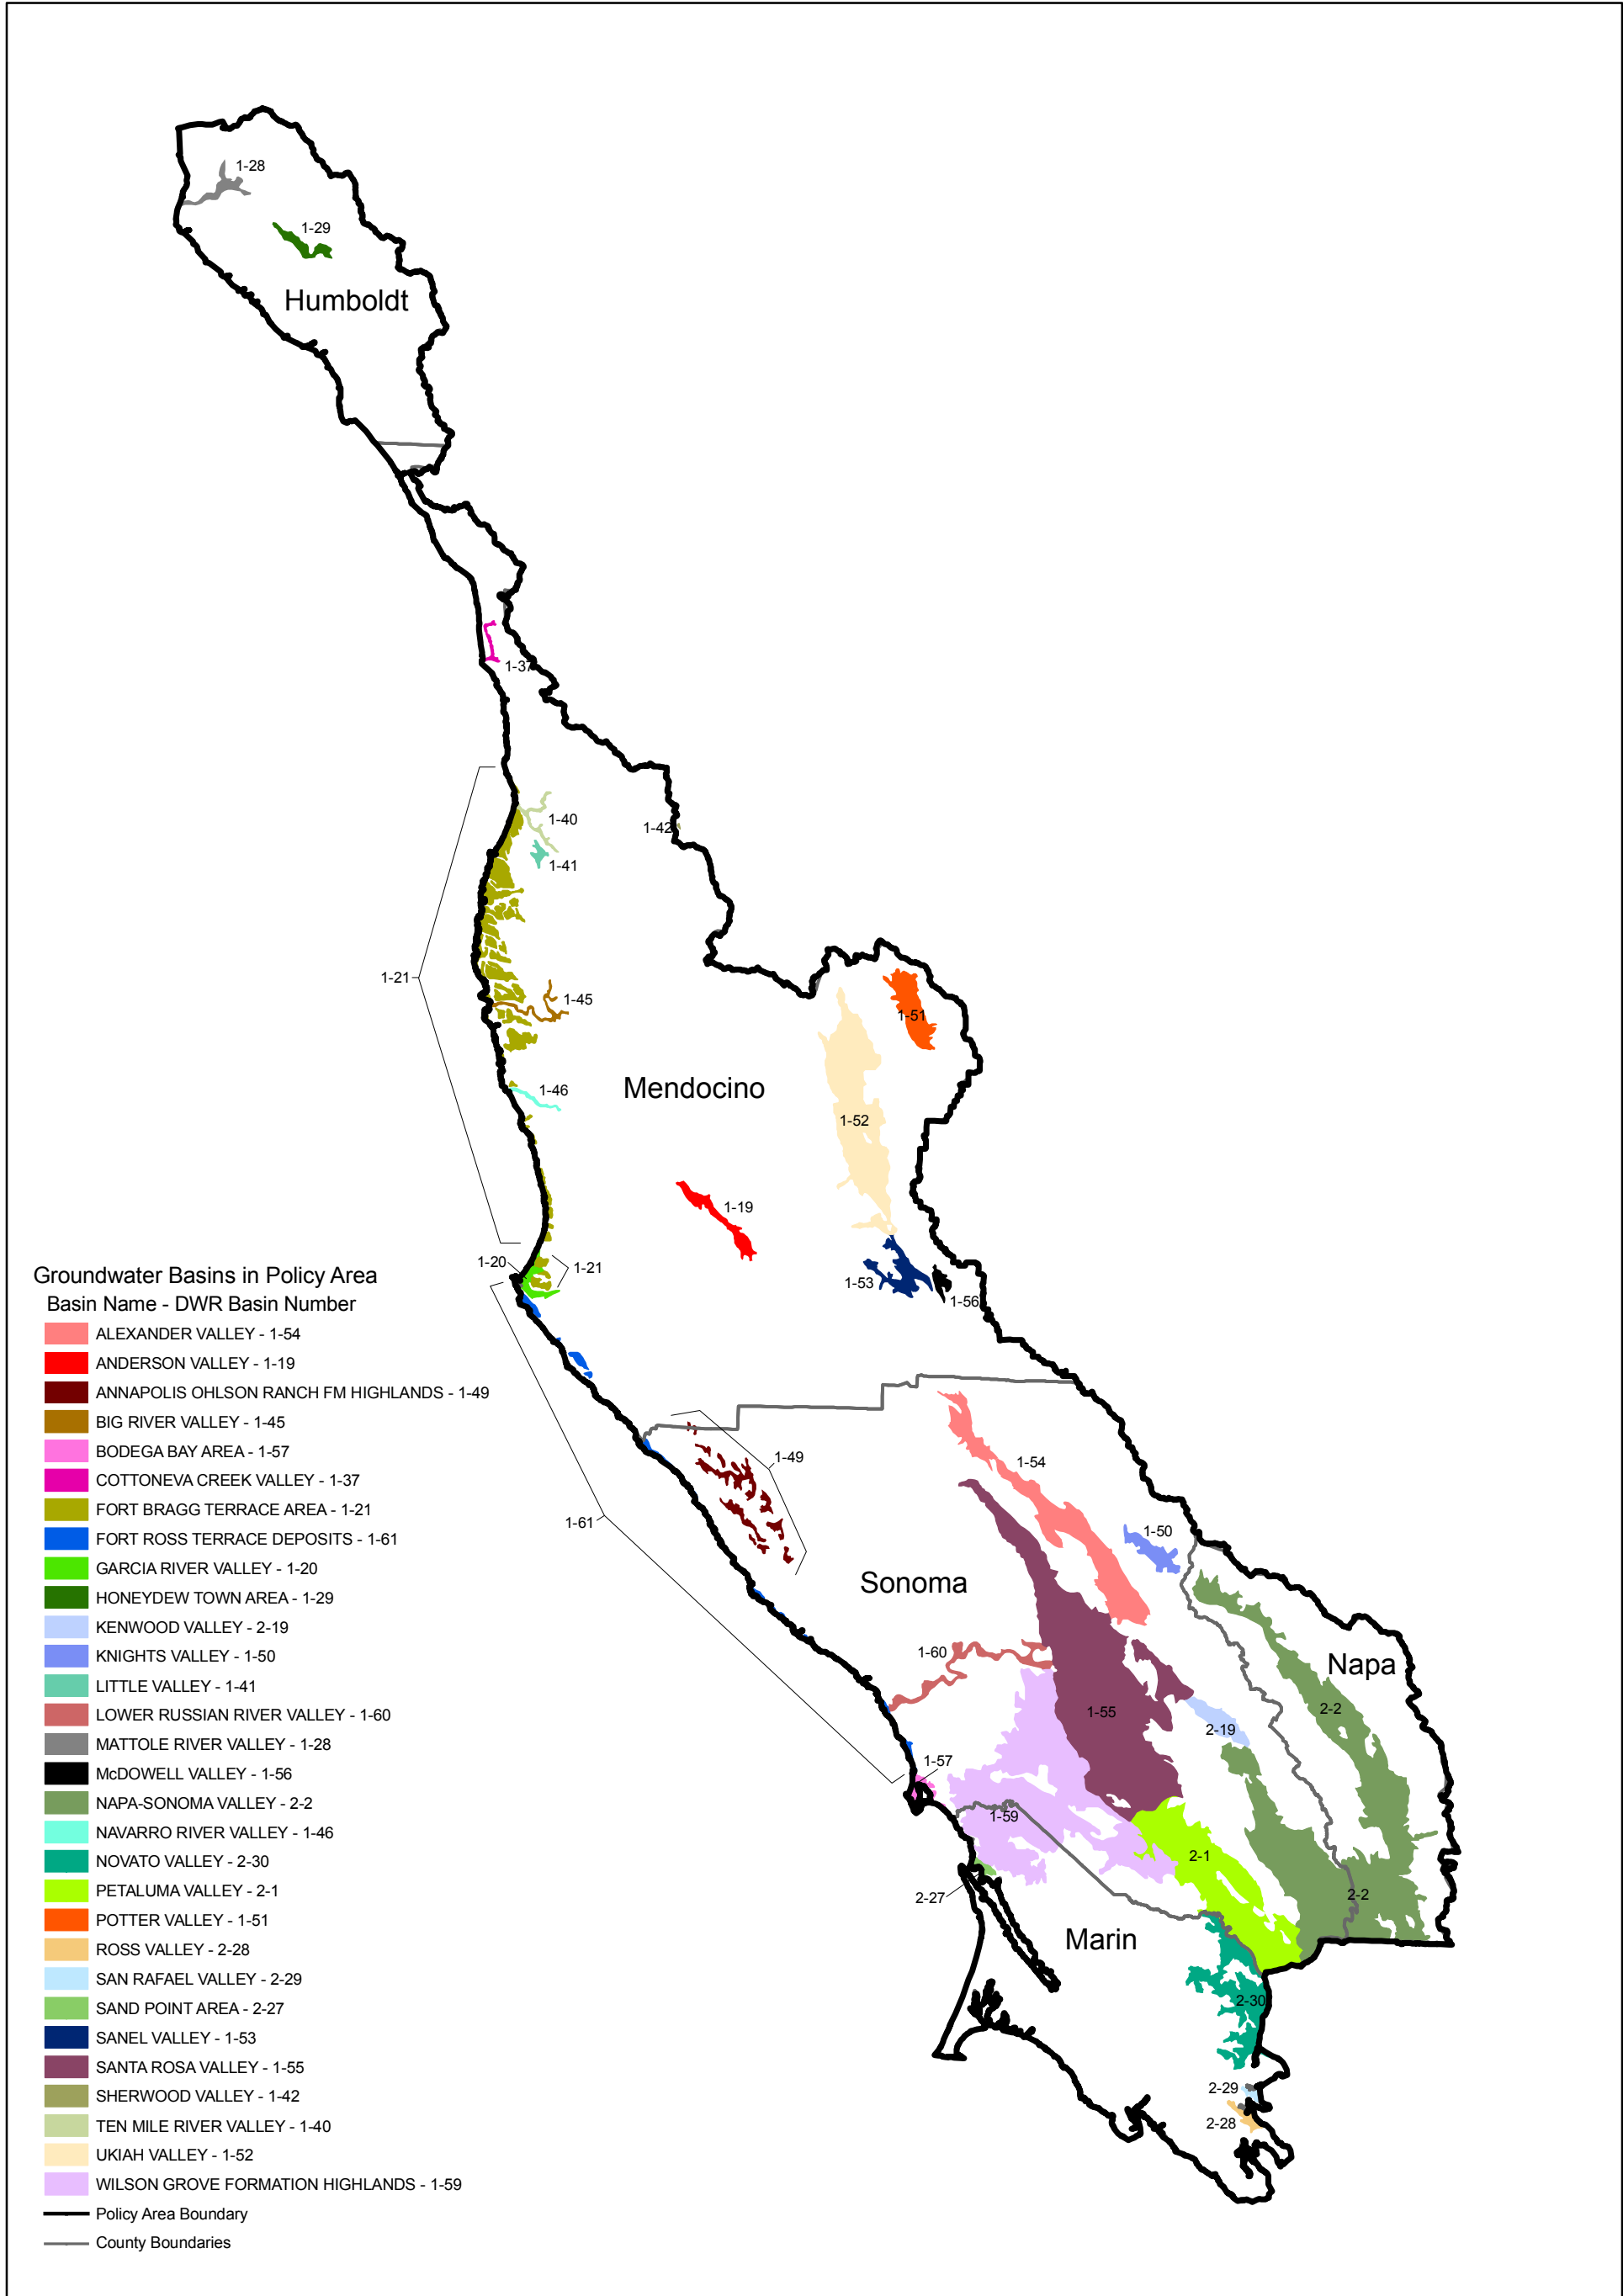 1-28
1-29
Humboldt
1-37
1-40
1-42
1-41
1-21
1-45
1-51
1-46
Mendocino
1-52
1-19
1-20
1-21
1-53
1-56
Groundwater Basins in Policy Area
Basin Name - DWR Basin Number
ALEXANDER VALLEY - 1-54
ANDERSON VALLEY - 1-19
ANNAPOLIS OHLSON RANCH FM HIGHLANDS - 1-49
BIG RIVER VALLEY - 1-45
BODEGA BAY AREA - 1-57
COTTONEVA CREEK VALLEY - 1-37
FORT BRAGG TERRACE AREA - 1-21
FORT ROSS TERRACE DEPOSITS - 1-61
GARCIA RIVER VALLEY - 1-20
HONEYDEW TOWN AREA - 1-29
KENWOOD VALLEY - 2-19
KNIGHTS VALLEY - 1-50
LITTLE VALLEY - 1-41
LOWER RUSSIAN RIVER VALLEY - 1-60
MATTOLE RIVER VALLEY - 1-28
McDOWELL VALLEY - 1-56
NAPA-SONOMA VALLEY - 2-2
NAVARRO RIVER VALLEY - 1-46
NOVATO VALLEY - 2-30
PETALUMA VALLEY - 2-1
POTTER VALLEY - 1-51
ROSS VALLEY - 2-28
SAN RAFAEL VALLEY - 2-29
SAND POINT AREA - 2-27
SANEL VALLEY - 1-53
SANTA ROSA VALLEY - 1-55
SHERWOOD VALLEY - 1-42
TEN MILE RIVER VALLEY - 1-40
UKIAH VALLEY - 1-52
WILSON GROVE FORMATION HIGHLANDS - 1-59
Policy Area Boundary
County Boundaries
1-49
1-54
1-61
1-50
Sonoma
1-60
Napa
2-2
1-55
2-19
1-57
1-59
2-1
2-27
2-2
Marin
2-30
2-29
2-28